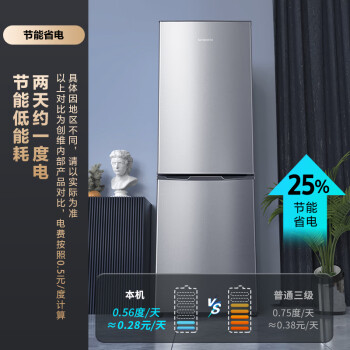 节能省电
两天约一度电
节能低能耗
具体因地区不同，请以实际为准
以上对比为创维内部产品对比，电费按照0.5元/度计算
25%
节能
省电
本机
0.56度/天
≈0.28元/天
VS
普通三级
0.75度/天
≈0.38元/天